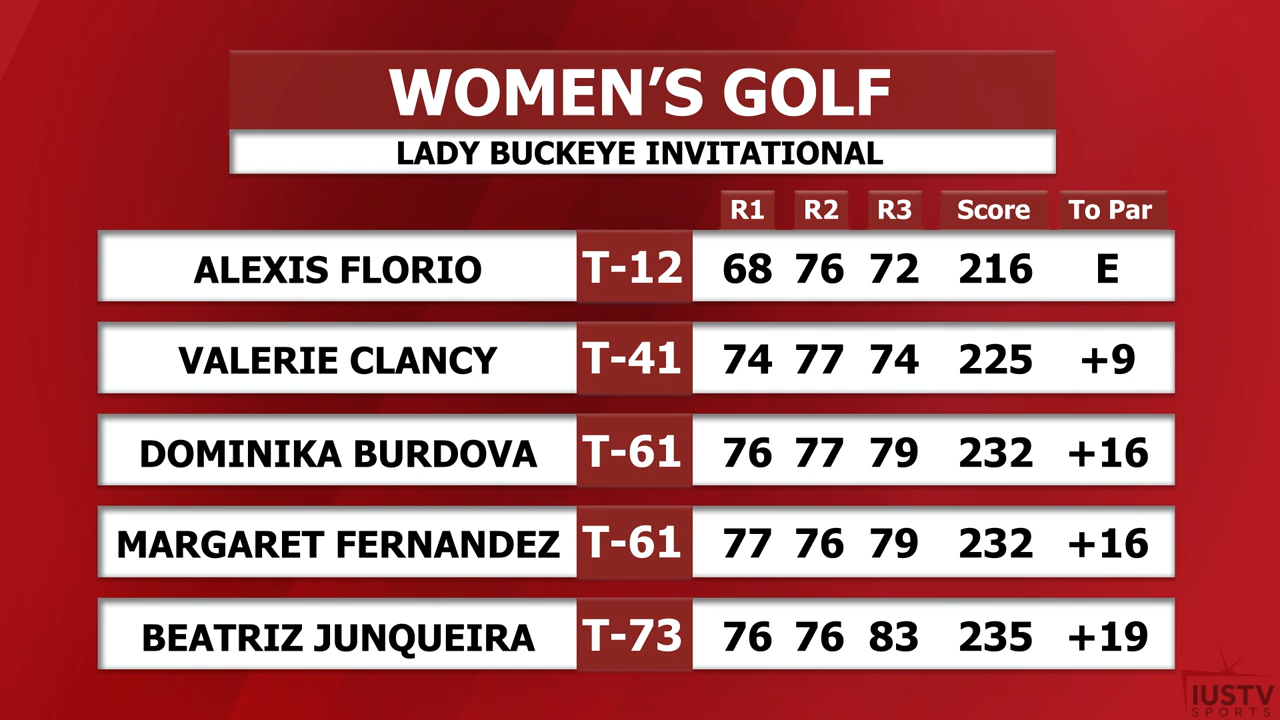 WOMEN'S GOLF
LADY BUCKEYE INVITATIONAL
R1 R2 R3 Score To Par
ALEXIS FLORIO T-12 68 76 72 216 E
VALERIE CLANCY T-41 74 77 74 225 +9
DOMINIKA BURDOVA T-61 76 77 79 232 +16
MARGARET FERNANDEZ T-61 77 76 79 232 +16
BEATRIZ JUNQUEIRA T-73 76 76 83 235 +19
IUSTV
SPORTS